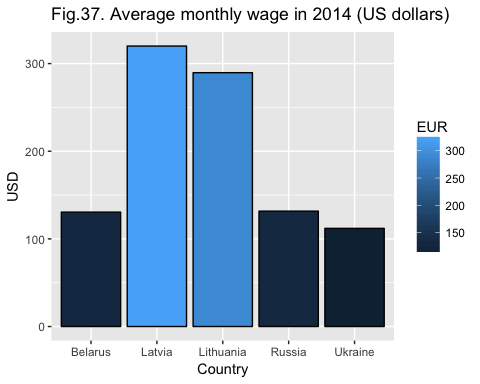 Fig.37. Average monthly wage in 2014 (US dollars)
USD
300
200
100
0
Belarus Latvia Lithuania Russia Ukraine
Country
EUR
300
250
200
150